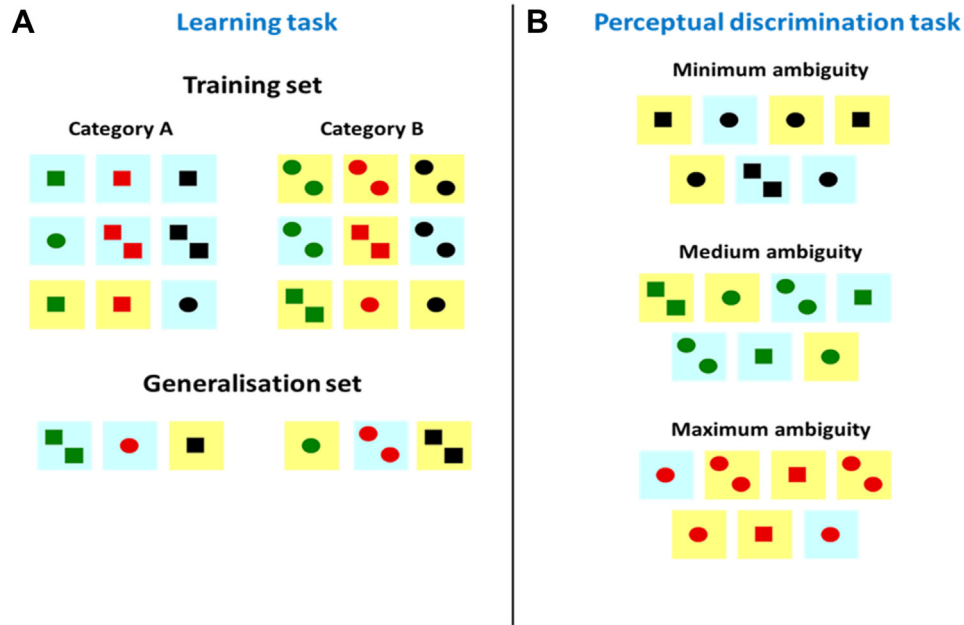 A
Learning task
Training set
Category A
Category B
Generalisation set
B
Perceptual discrimination task
Minimum ambiguity
Medium ambiguity
Maximum ambiguity